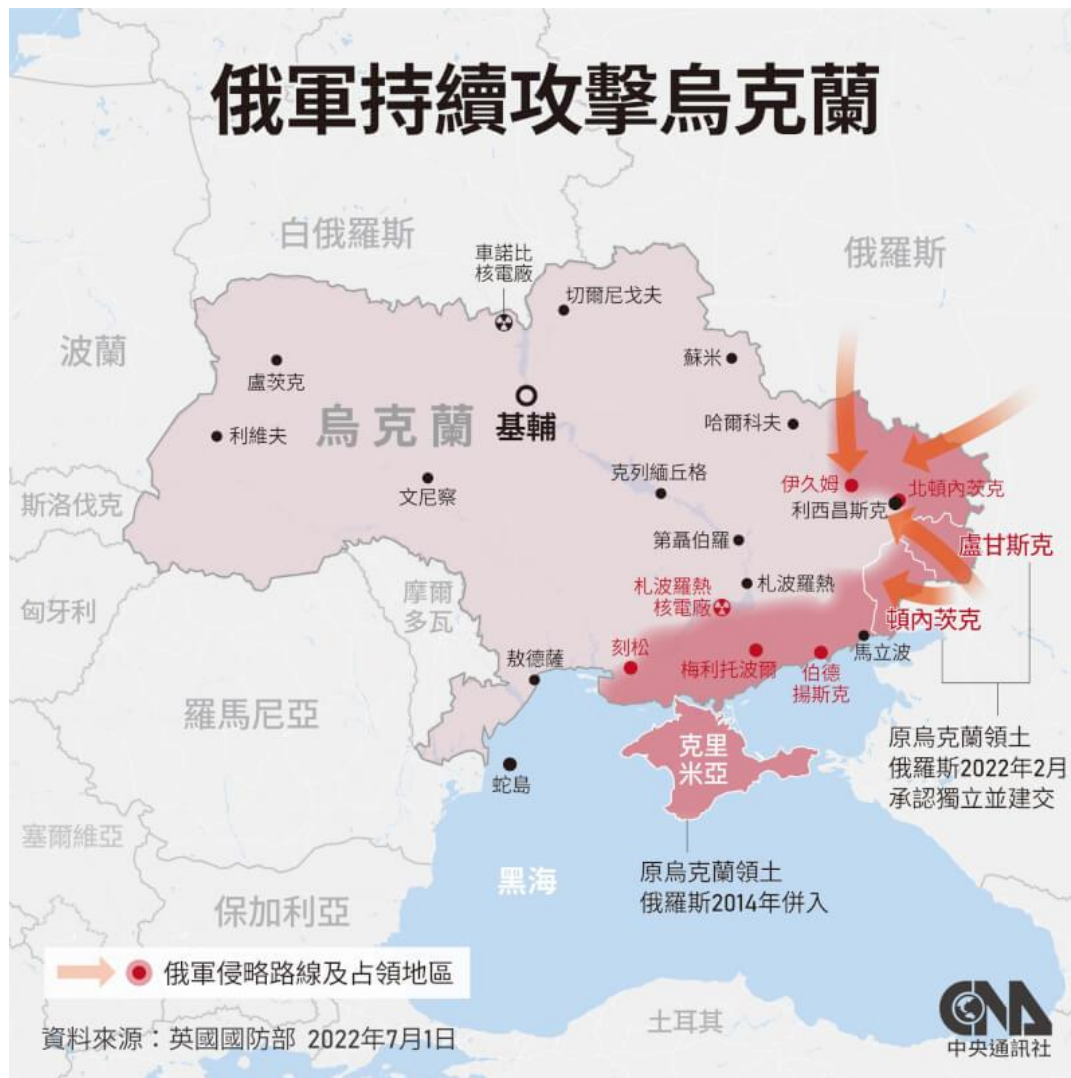 俄軍持續攻擊烏克蘭
白俄羅斯
俄羅斯
車諾比
核電廠
切爾尼戈夫
波蘭
蘇米
盧茨克
烏克蘭
基輔
利維夫
哈爾科夫
文尼察
克列緬丘格
伊久姆
北頓內茨克
利西昌斯克
斯洛伐克
第聶伯羅
盧甘斯克
匈牙利
摩爾
多瓦
札波羅熱
核電廠
札波羅熱
頓內茨克
刻松
梅利托波爾
伯德
揚斯克
馬立波
敖德薩
羅馬尼亞
克里
米亞
原烏克蘭領土
俄羅斯2022年2月
承認獨立並建交
蛇島
塞爾維亞
黑海
原烏克蘭領土
俄羅斯2014年併入
保加利亞
俄軍侵略路線及占領地區
土耳其
資料來源：英國國防部 2022年7月1日
CNA
中央通訊社